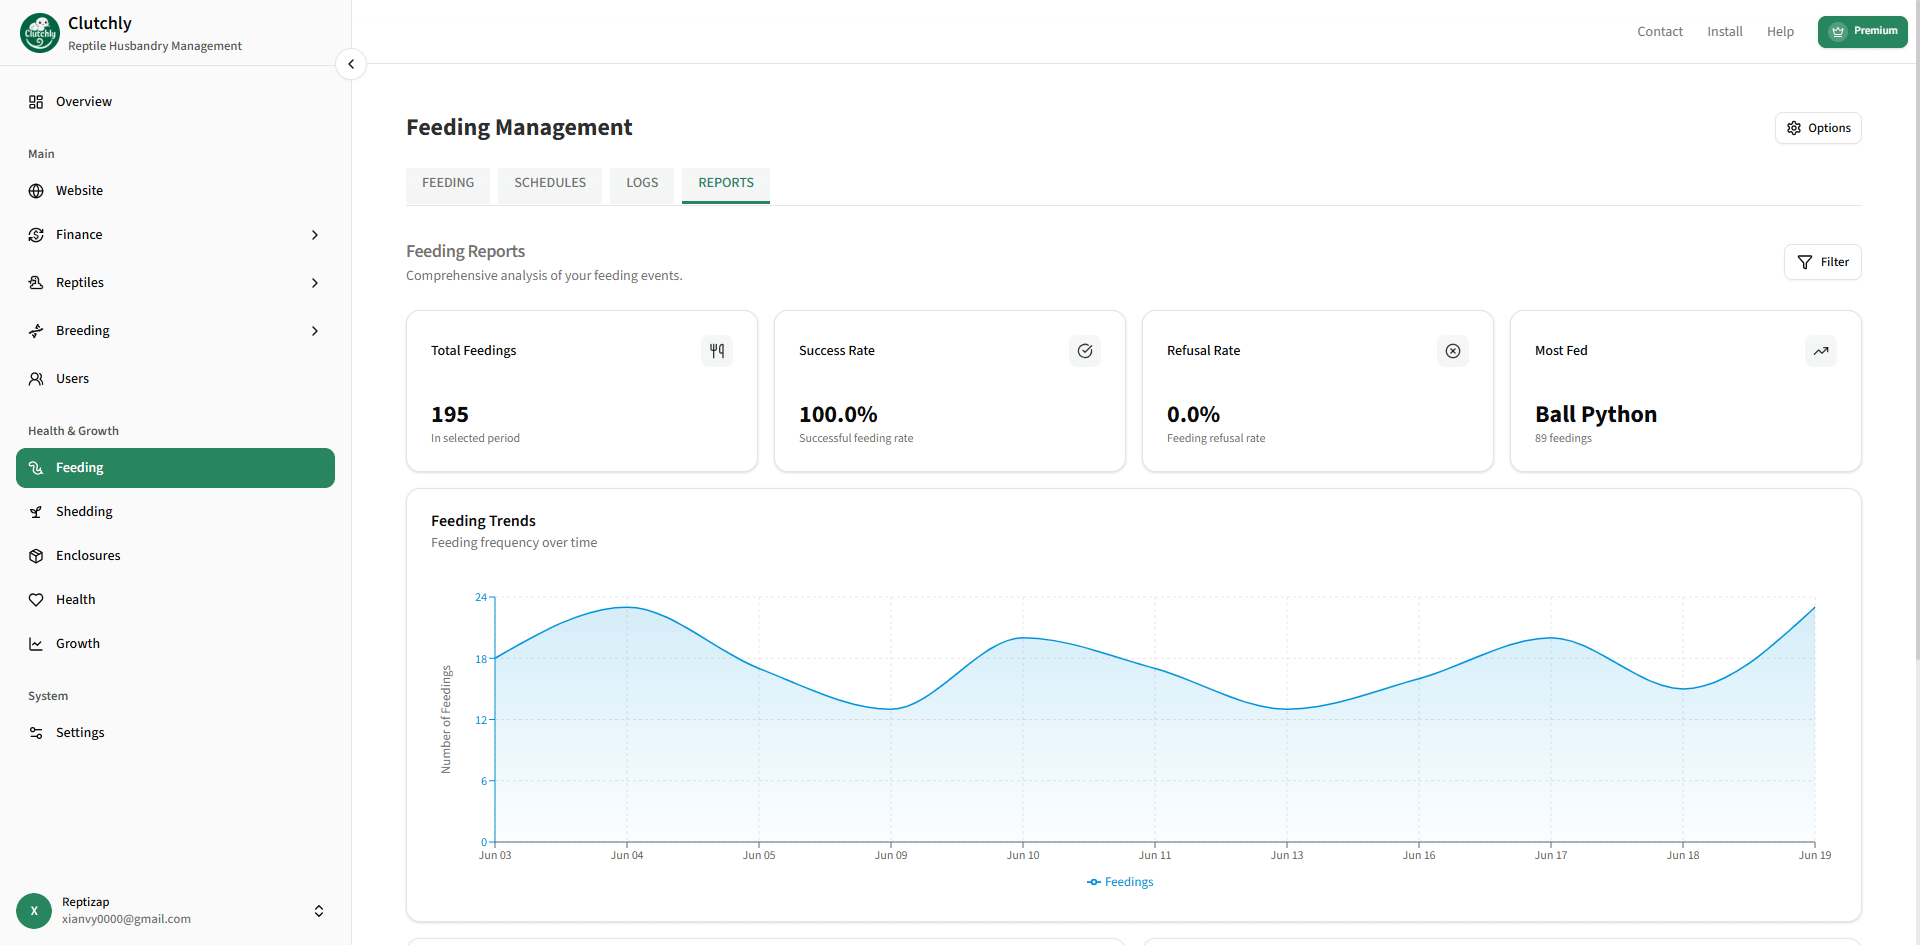 Clutchly
Clutchly
Reptile Husbandry Management
Contact
Install
Help
Premium
Overview
Main
Website
Finance
Reptiles
Breeding
Users
Health & Growth
Feeding
Shedding
Enclosures
Health
Growth
System
Settings
X
Reptizap
xianvy0000@gmail.com
Feeding Management
Options
FEEDING
SCHEDULES
LOGS
REPORTS
Feeding Reports
Comprehensive analysis of your feeding events.
Filter
Total Feedings
195
In selected period
Success Rate
100.0%
Successful feeding rate
Refusal Rate
0.0%
Feeding refusal rate
Most Fed
Ball Python
89 feedings
Feeding Trends
Feeding frequency over time
Number of Feedings
24
18
12
6
0
Jun 03
Jun 04
Jun 05
Jun 09
Jun 10
Jun 11
Jun 13
Jun 16
Jun 17
Jun 18
Jun 19
Feedings